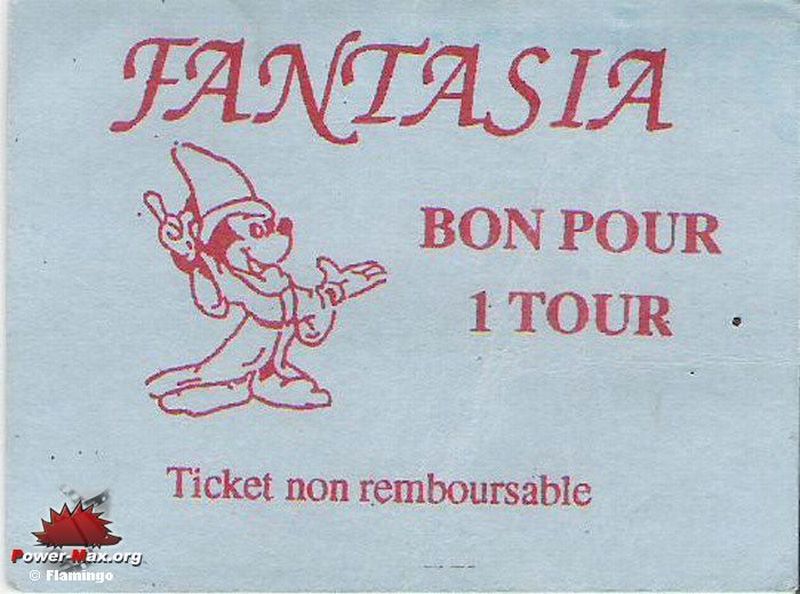 FANTASIA
BON POUR
1 TOUR
Ticket non remboursable
Power-Max.org
© Flamingo